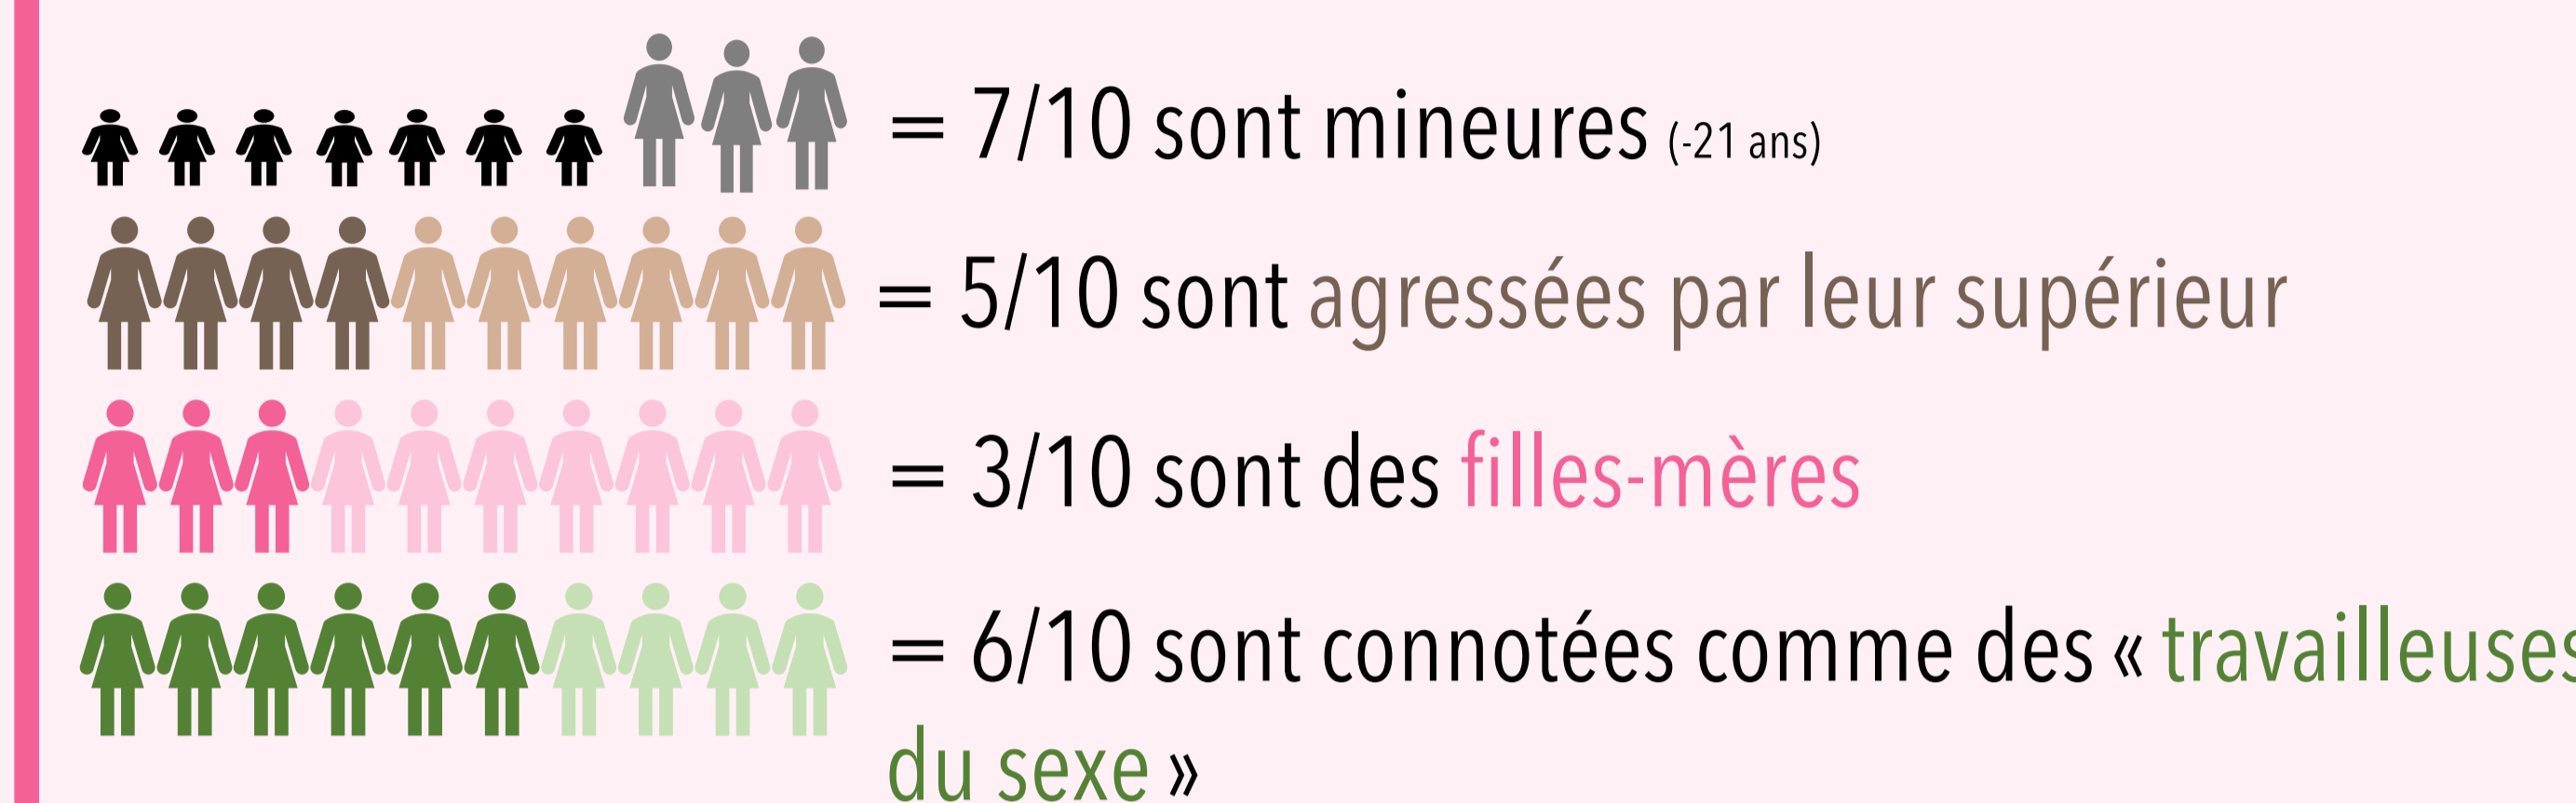 = 7/10 sont mineures (-21 ans)
= 5/10 sont agressées par leur supérieur
= 3/10 sont des filles-mères
= 6/10 sont connotées comme des « travailleuses
du sexe »